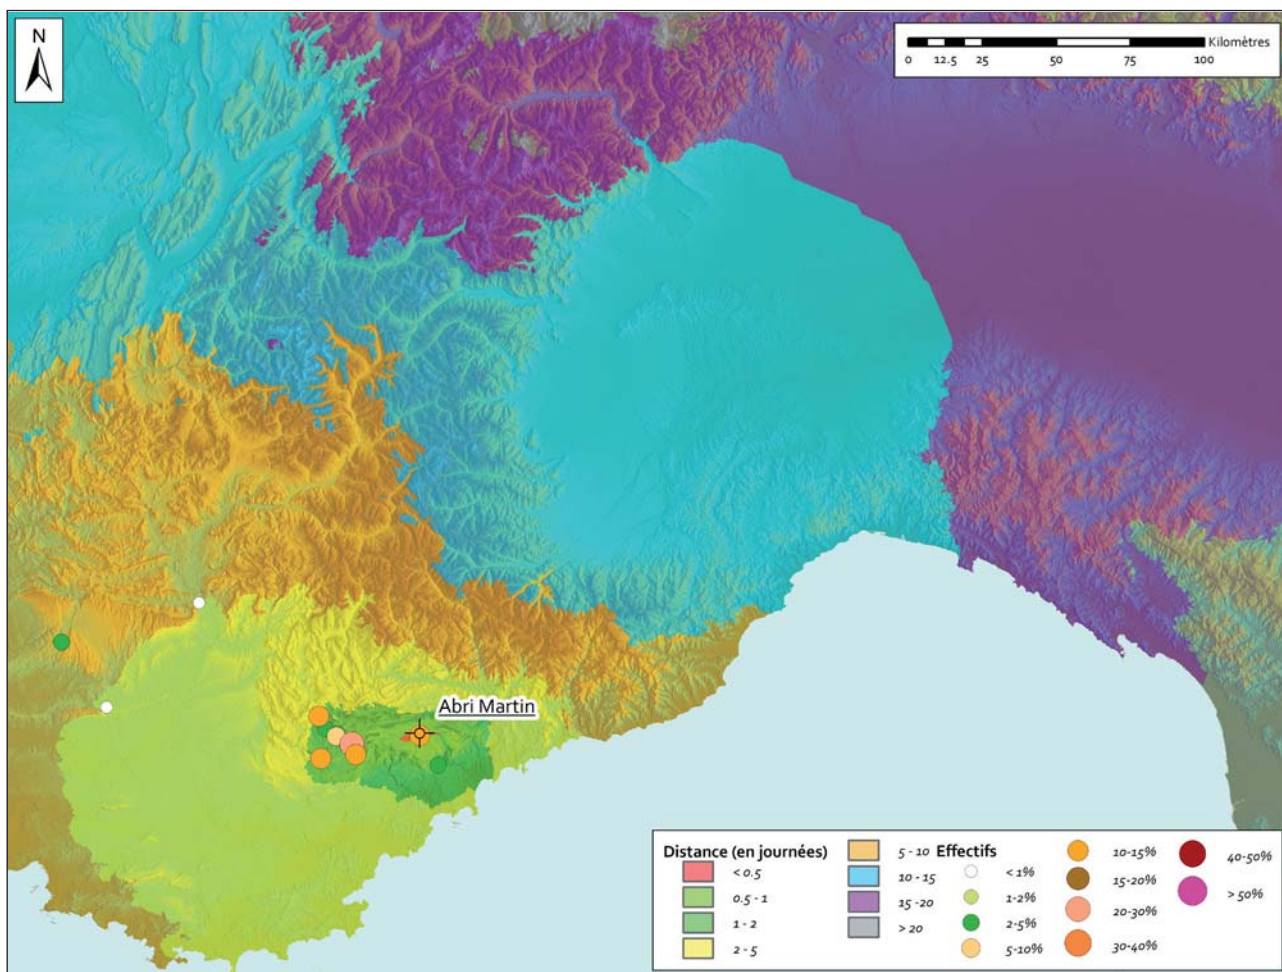 N
Kilomètres
0 12.5 25 50 75 100
Abri Martin
Distance (en journées)
< 0.5
0.5 - 1
1 - 2
2 - 5
5 - 10
10 - 15
15 - 20
> 20
Effectifs
< 1%
1-2%
2-5%
5-10%
10-15%
15-20%
20-30%
30-40%
40-50%
> 50%